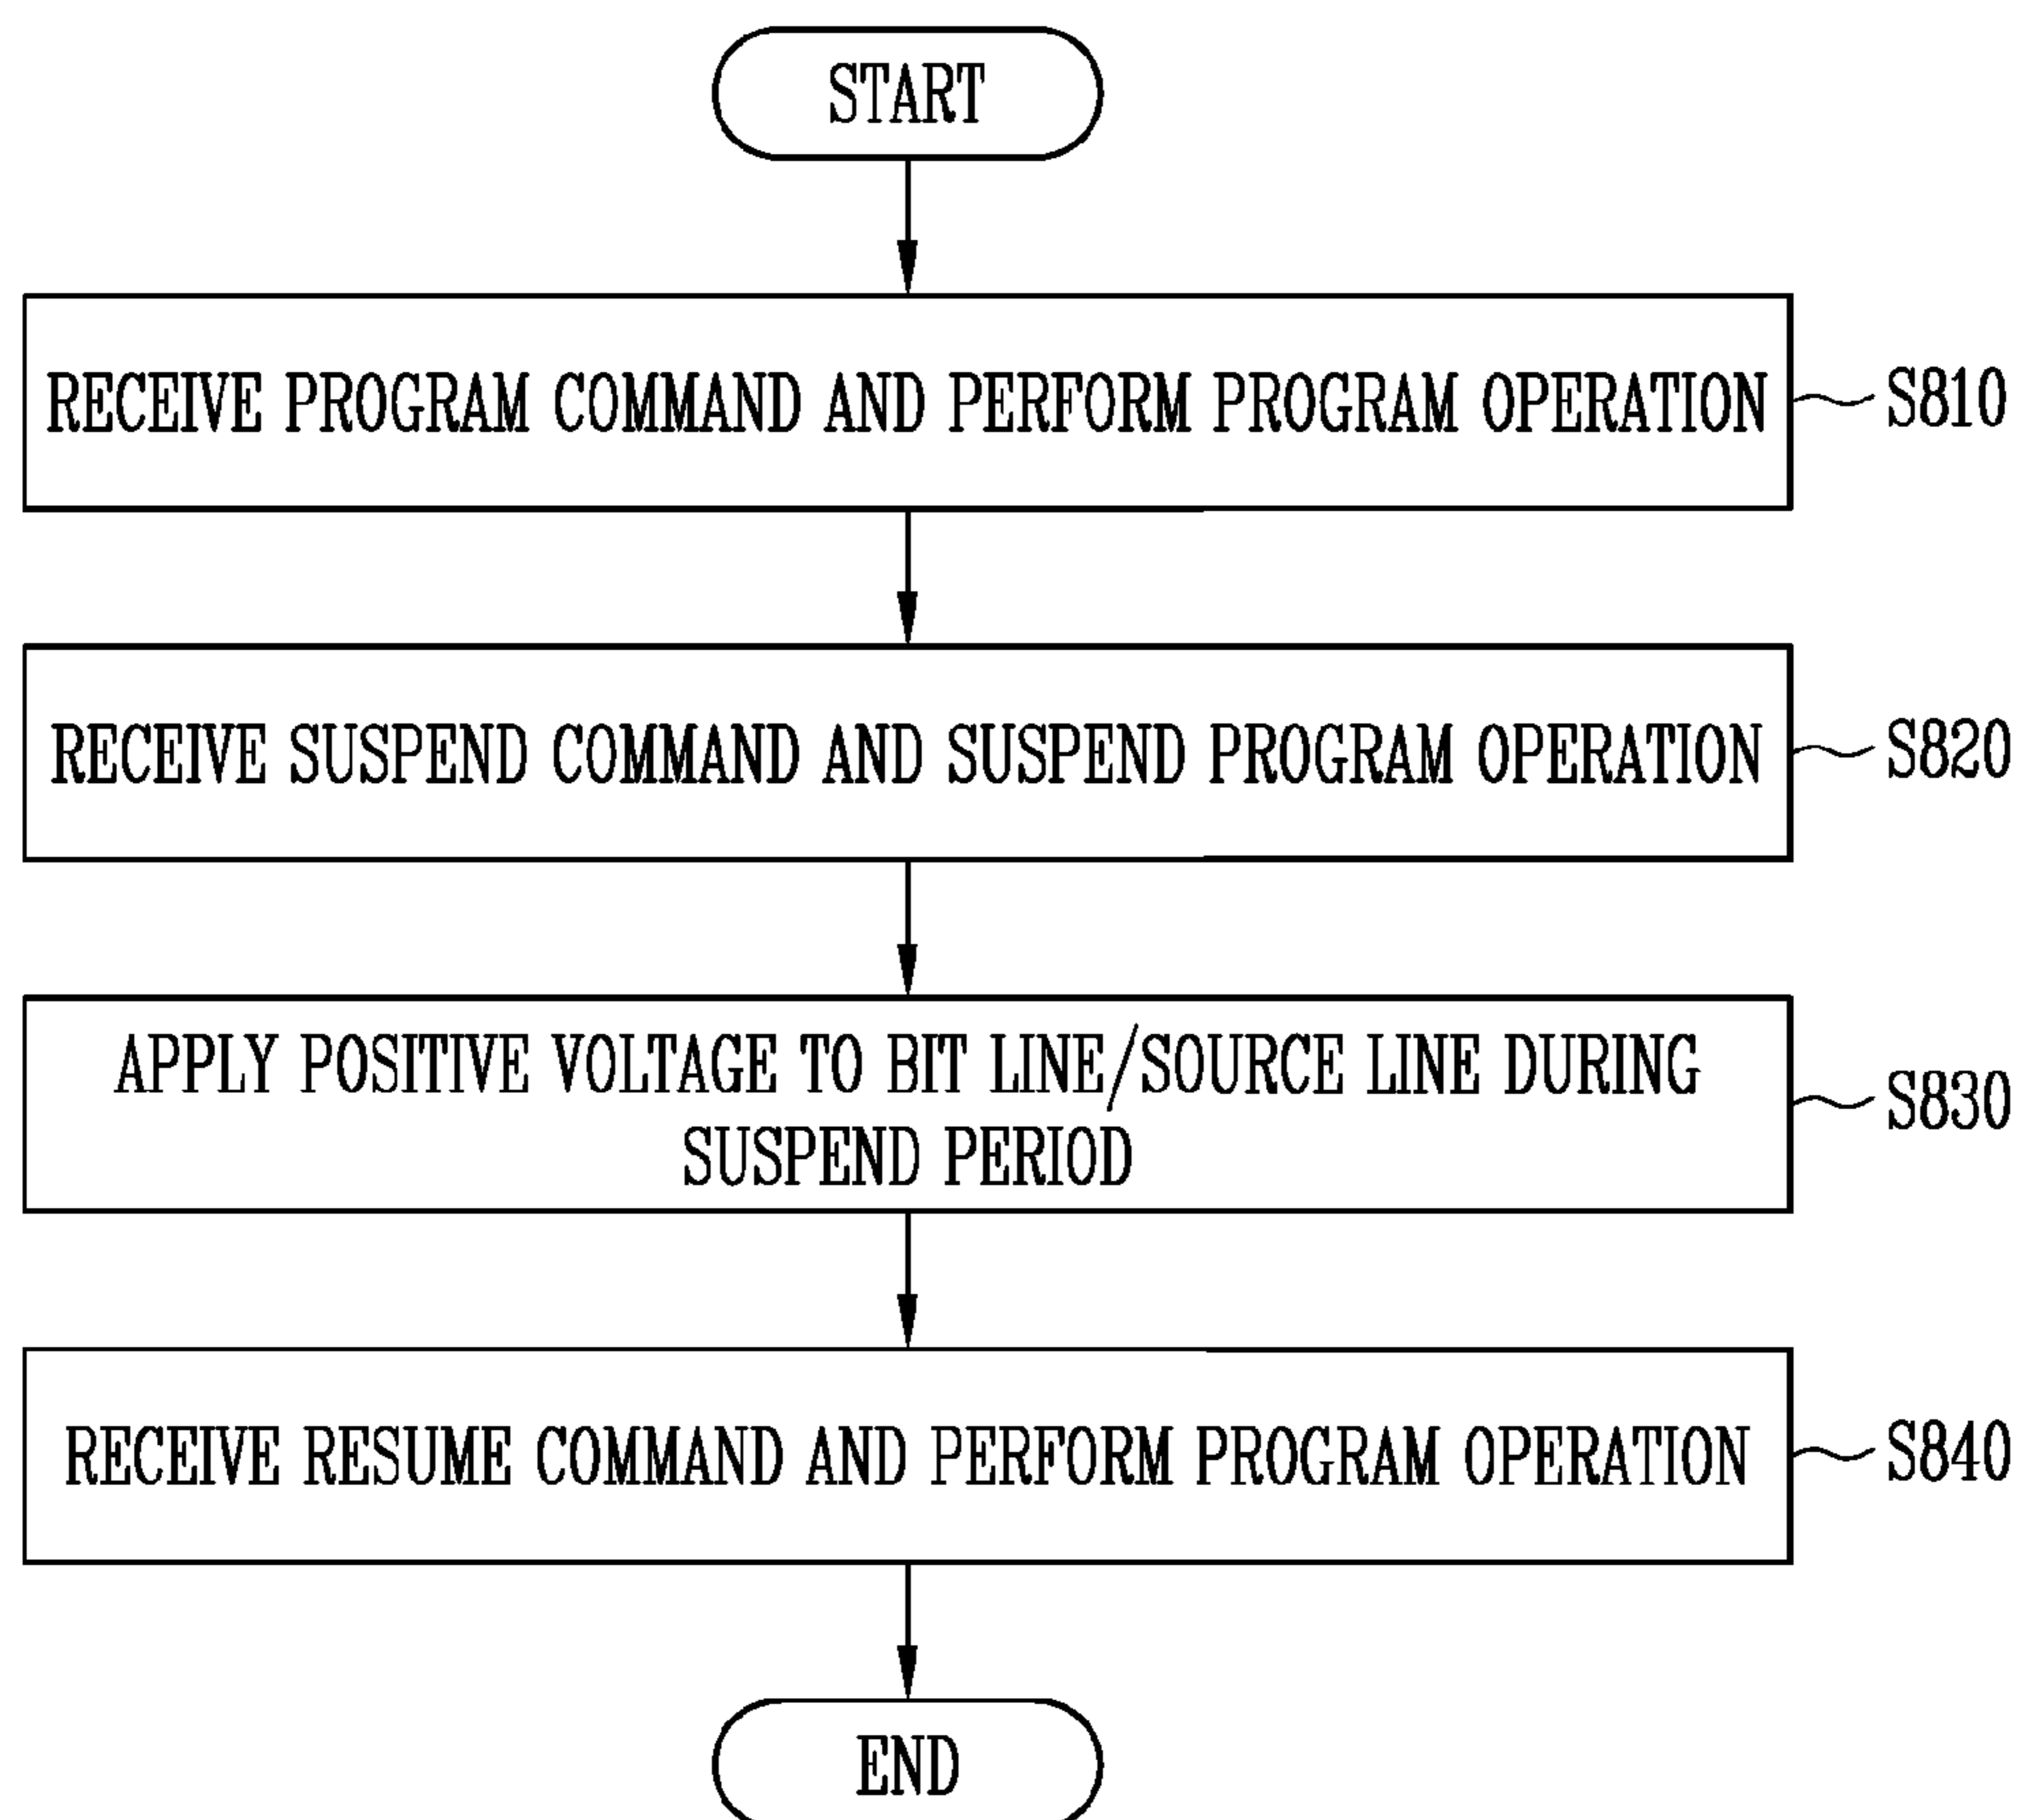 START
RECEIVE PROGRAM COMMAND AND PERFORM PROGRAM OPERATION
S810
RECEIVE SUSPEND COMMAND AND SUSPEND PROGRAM OPERATION
S820
APPLY POSITIVE VOLTAGE TO BIT LINE/SOURCE LINE DURING
SUSPEND PERIOD
S830
RECEIVE RESUME COMMAND AND PERFORM PROGRAM OPERATION
S840
END